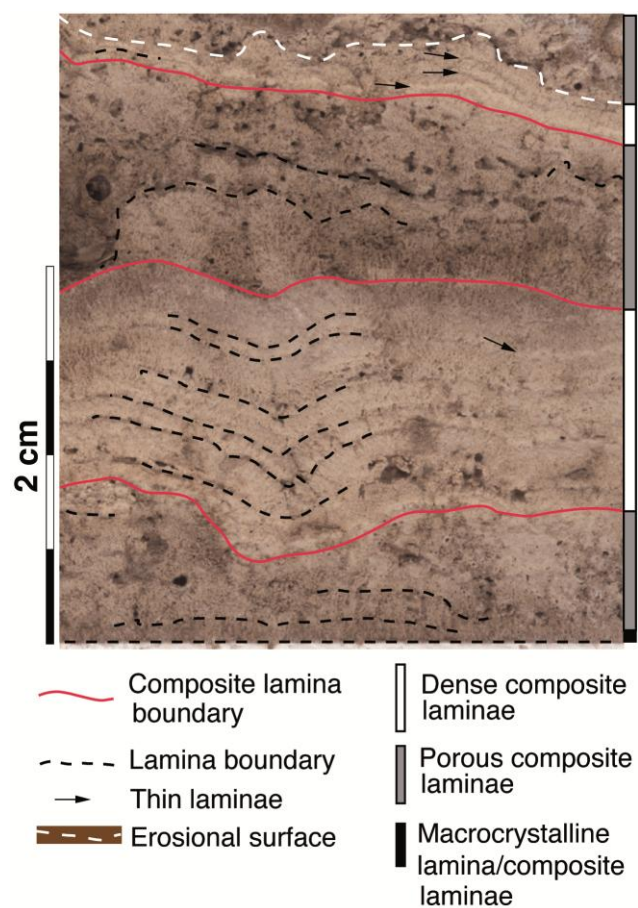 2 cm
Composite lamina
boundary
Lamina boundary
Thin laminae
Erosional surface
Dense composite
laminae
Porous composite
laminae
Macrocrystalline
lamina/composite
laminae